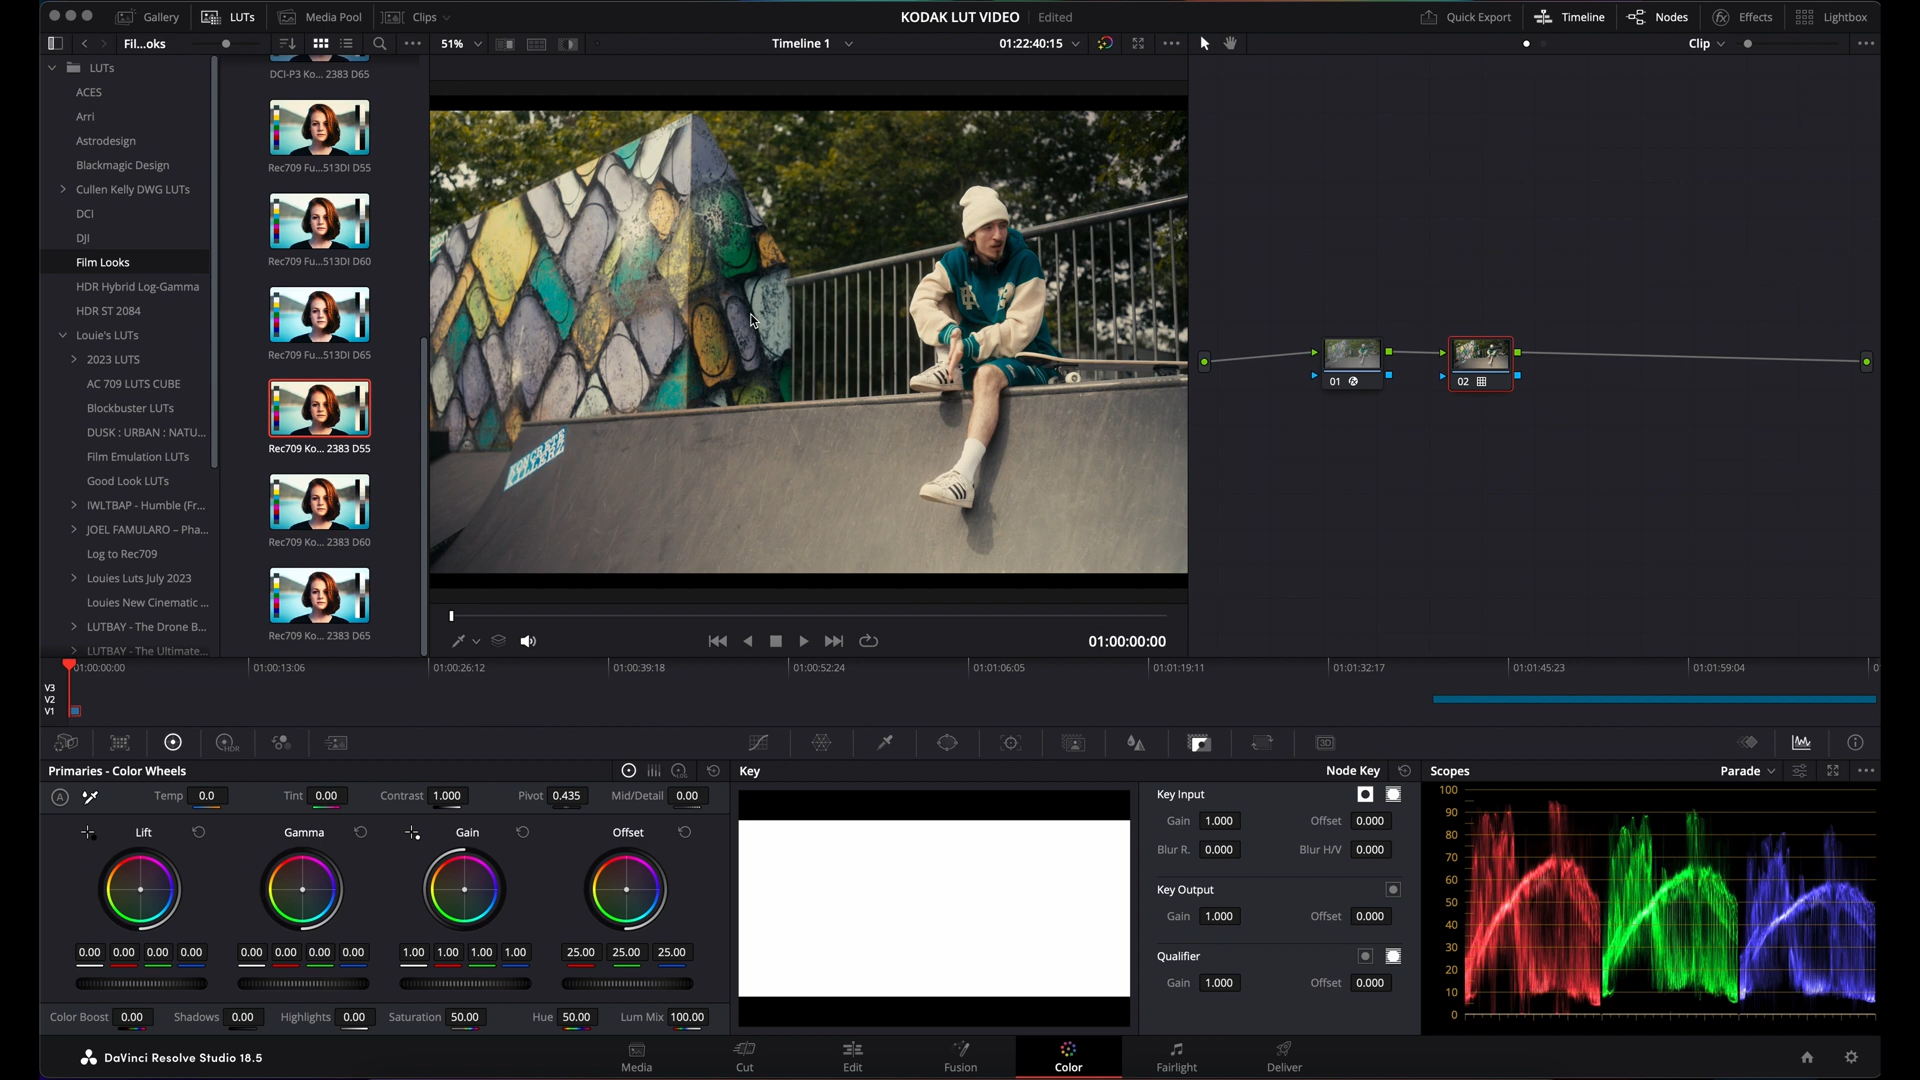 Gallery
LUTs
Media Pool
Clips
KODAK LUT VIDEO
Edited
Quick Export
Timeline
Nodes
Effects
Lightbox
Fil...oks
51%
Timeline 1
01:22:40:15
Clip
LUTs
ACES
Arri
Astrodesign
Blackmagic Design
Cullen Kelly DWG LUTs
DCI
DJI
Film Looks
HDR Hybrid Log-Gamma
HDR ST 2084
Louie's LUTs
2023 LUTS
AC 709 LUTS CUBE
Blockbuster LUTs
DUSK : URBAN : NATU...
Film Emulation LUTs
Good Look LUTs
IWLTBAP - Humble (Fr...
JOEL FAMULARO – Pha...
Log to Rec709
Louies Luts July 2023
Louies New Cinematic ...
LUTBAY - The Drone B...
LUTBAY - The Ultimate...
DCI-P3 Ko... 2383 D65
Rec709 Fu...513DI D55
Rec709 Fu...513DI D60
Rec709 Fu...513DI D65
Rec709 Ko... 2383 D55
Rec709 Ko... 2383 D60
Rec709 Ko... 2383 D65
KONCRETE
KILLERZ
01
02
01:00:00:00
01:00:00:00
01:00:13:06
01:00:26:12
01:00:39:18
01:00:52:24
01:01:06:05
01:01:19:11
01:01:32:17
01:01:45:23
01:01:59:04
V3
V2
V1
HDR
3D
Primaries - Color Wheels
LOG
Key
Node Key
Scopes
Parade
A
Temp 0.0
Tint 0.00
Contrast 1.000
Pivot 0.435
Mid/Detail 0.00
Lift
Gamma
Gain
Offset
0.00 0.00 0.00 0.00
0.00 0.00 0.00 0.00
1.00 1.00 1.00 1.00
25.00 25.00 25.00
Color Boost 0.00
Shadows 0.00
Highlights 0.00
Saturation 50.00
Hue 50.00
Lum Mix 100.00
Key Input
Gain 1.000
Offset 0.000
Blur R. 0.000
Blur H/V 0.000
Key Output
Gain 1.000
Offset 0.000
Qualifier
Gain 1.000
Offset 0.000
100
90
80
70
60
50
40
30
20
10
0
DaVinci Resolve Studio 18.5
Media
Cut
Edit
Fusion
Color
Fairlight
Deliver